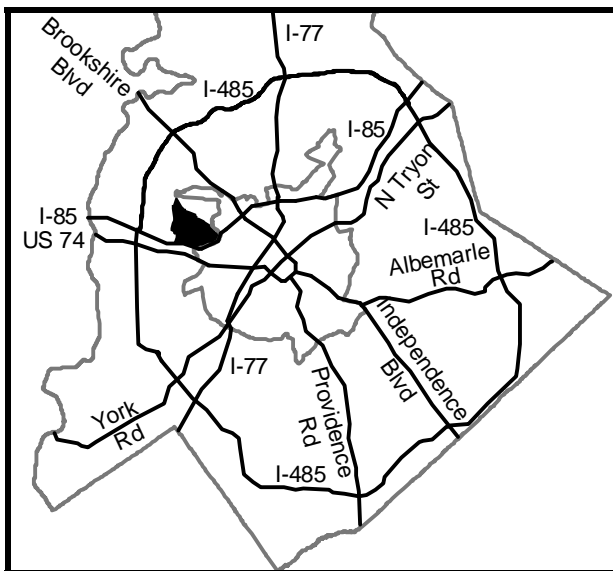 I-77
Brookshire
Blvd
I-485
I-85
N Tryon
St
I-85
US 74
I-485
Albemarle
Rd
Independence
Blvd
I-77
Providence
Rd
York
Rd
I-485